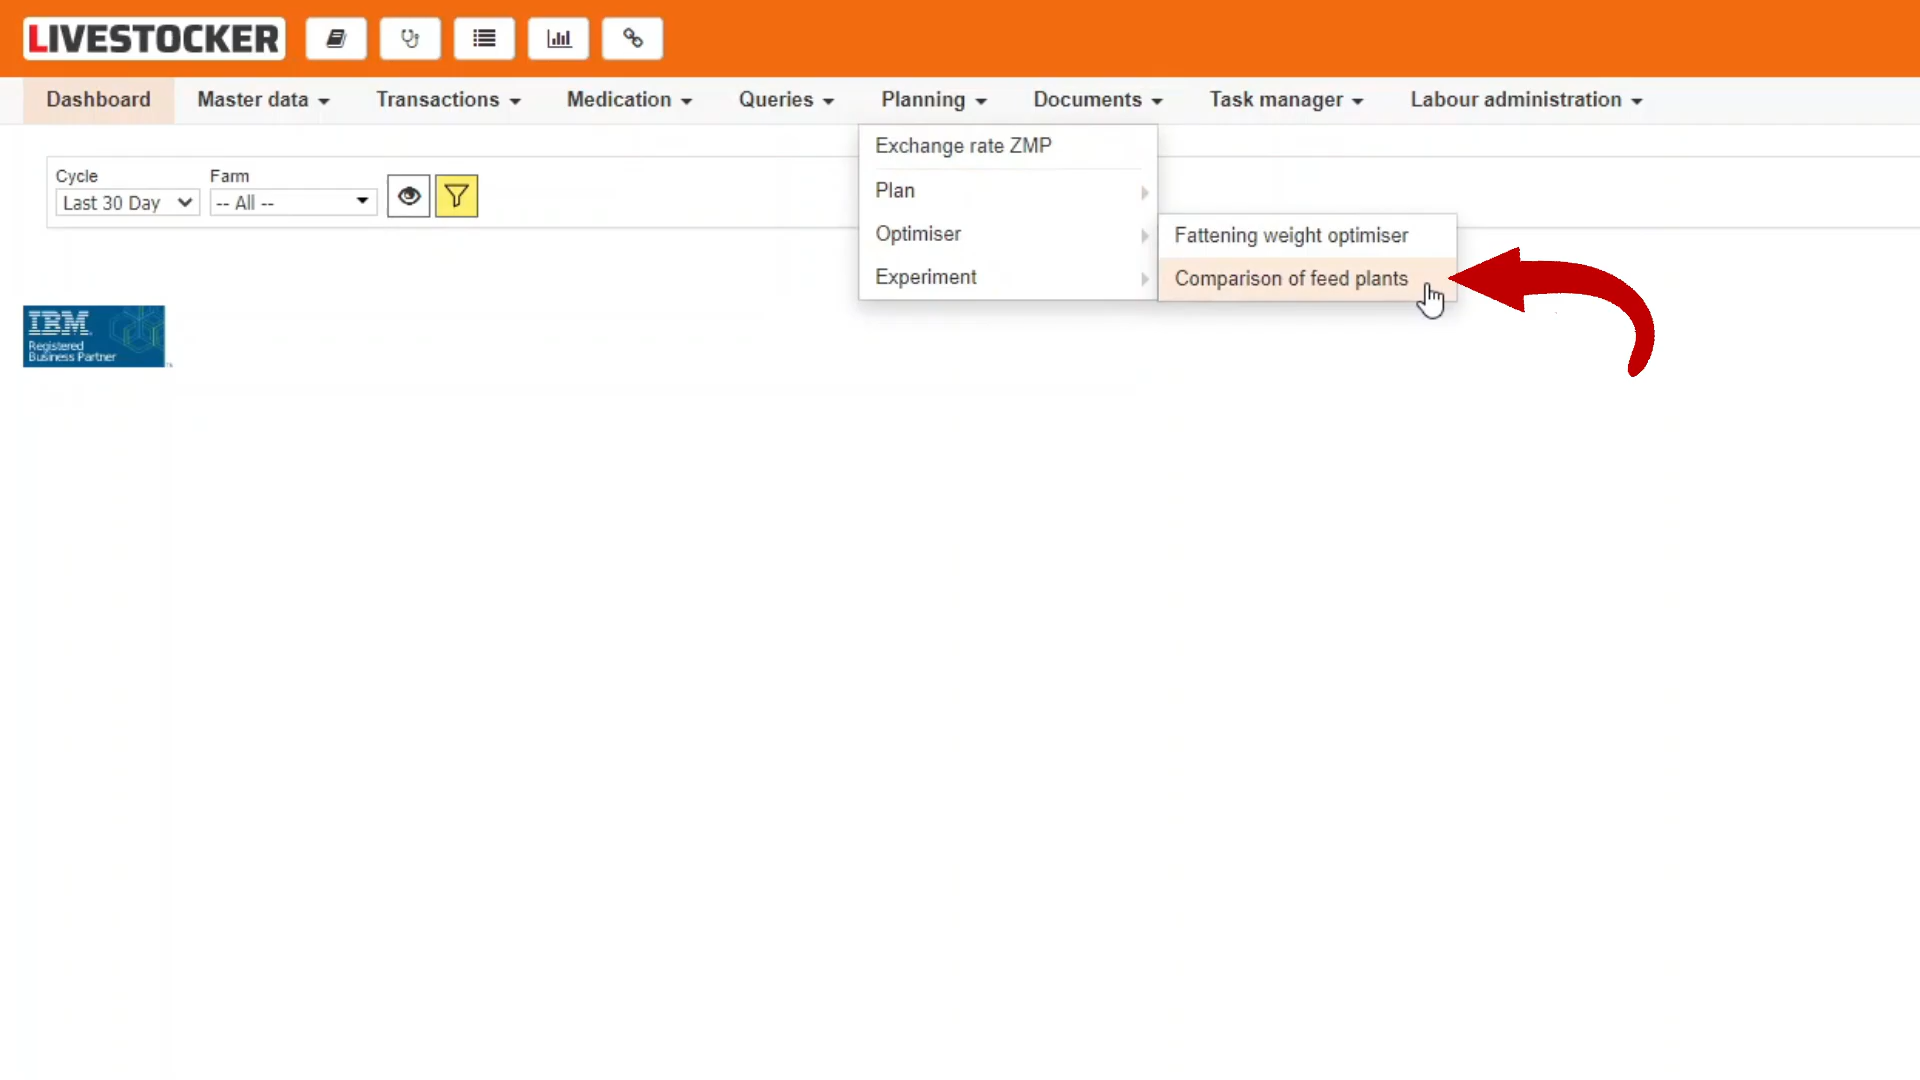 LIVESTOCKER
Dashboard Master data Transactions Medication Queries Planning Documents Task manager Labour administration
Exchange rate ZMP
Cycle Farm
Last 30 Day -- All --
Plan
Optimiser
Fattening weight optimiser
Experiment
Comparison of feed plants
IBM
Registered
Business Partner